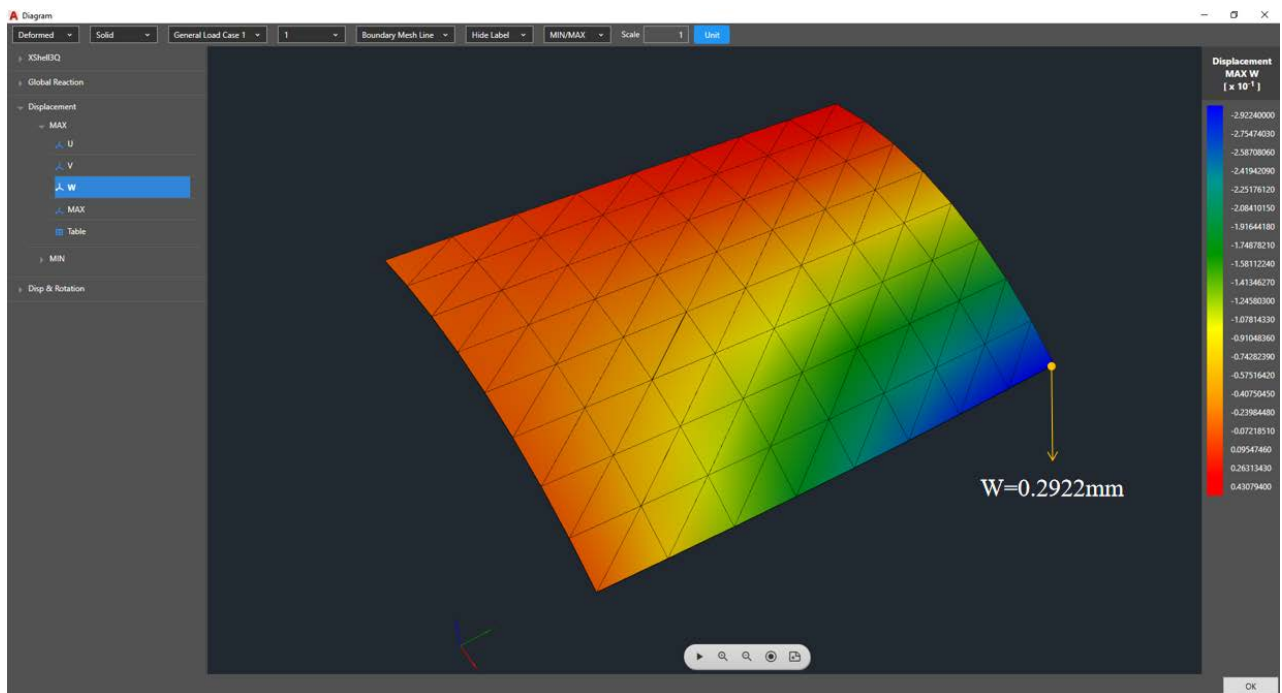 Diagram
Deformed Solid General Load Case 1 1 Boundary Mesh Line Hide Label MIN/MAX Scale 1 Unit
XShell3Q
Global Reaction
Displacement
MAX
U
V
W
MAX
Table
MIN
Disp & Rotation
W=0.2922mm
Displacement
MAX W
[ x 10⁻¹ ]
-2.92240000
-2.75474030
-2.58708060
-2.41942090
-2.25176120
-2.08410150
-1.91644180
-1.74878210
-1.58112240
-1.41346270
-1.24580300
-1.07814330
-0.91048360
-0.74282390
-0.57516420
-0.40750450
-0.23984480
-0.07218510
0.09547460
0.26313430
0.43079400
OK